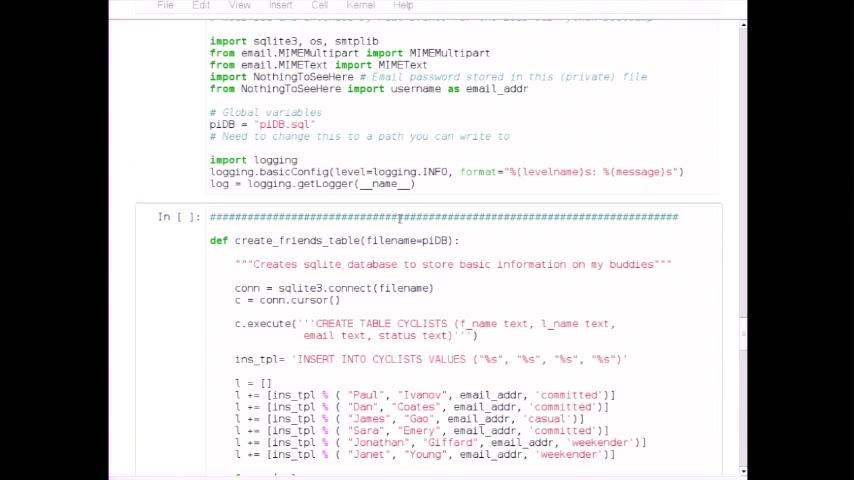 File Edit View Insert Cell Kernel Help
import sqlite3, os, smtplib
from email.MIMEMultipart import MIMEMultipart
from email.MIMEText import MIMEText
import NothingToSeeHere # Email password stored in this (private) file
from NothingToSeeHere import username as email_addr
# Global variables
piDB = "piDB.sql"
# Need to change this to a path you can write to
import logging
logging.basicConfig(level=logging.INFO, format="%(levelname)s: %(message)s")
log = logging.getLogger(__name__)
In [ ]: ###########################################################################
def create_friends_table(filename=piDB):
"""Creates sqlite database to store basic information on my buddies"""
conn = sqlite3.connect(filename)
c = conn.cursor()
c.execute('''CREATE TABLE CYCLISTS (f_name text, l_name text,
email text, status text)''')
ins_tpl= 'INSERT INTO CYCLISTS VALUES ("%s", "%s", "%s", "%s")'
l = []
l += [ins_tpl % ( "Paul", "Ivanov", email_addr, 'committed')]
l += [ins_tpl % ( "Dan", "Coates", email_addr, 'committed')]
l += [ins_tpl % ( "James", "Gao", email_addr, 'casual')]
l += [ins_tpl % ( "Sara", "Emery", email_addr, 'committed')]
l += [ins_tpl % ( "Jonathan", "Giffard", email_addr, 'weekender')]
l += [ins_tpl % ( "Janet", "Young", email_addr, 'weekender')]